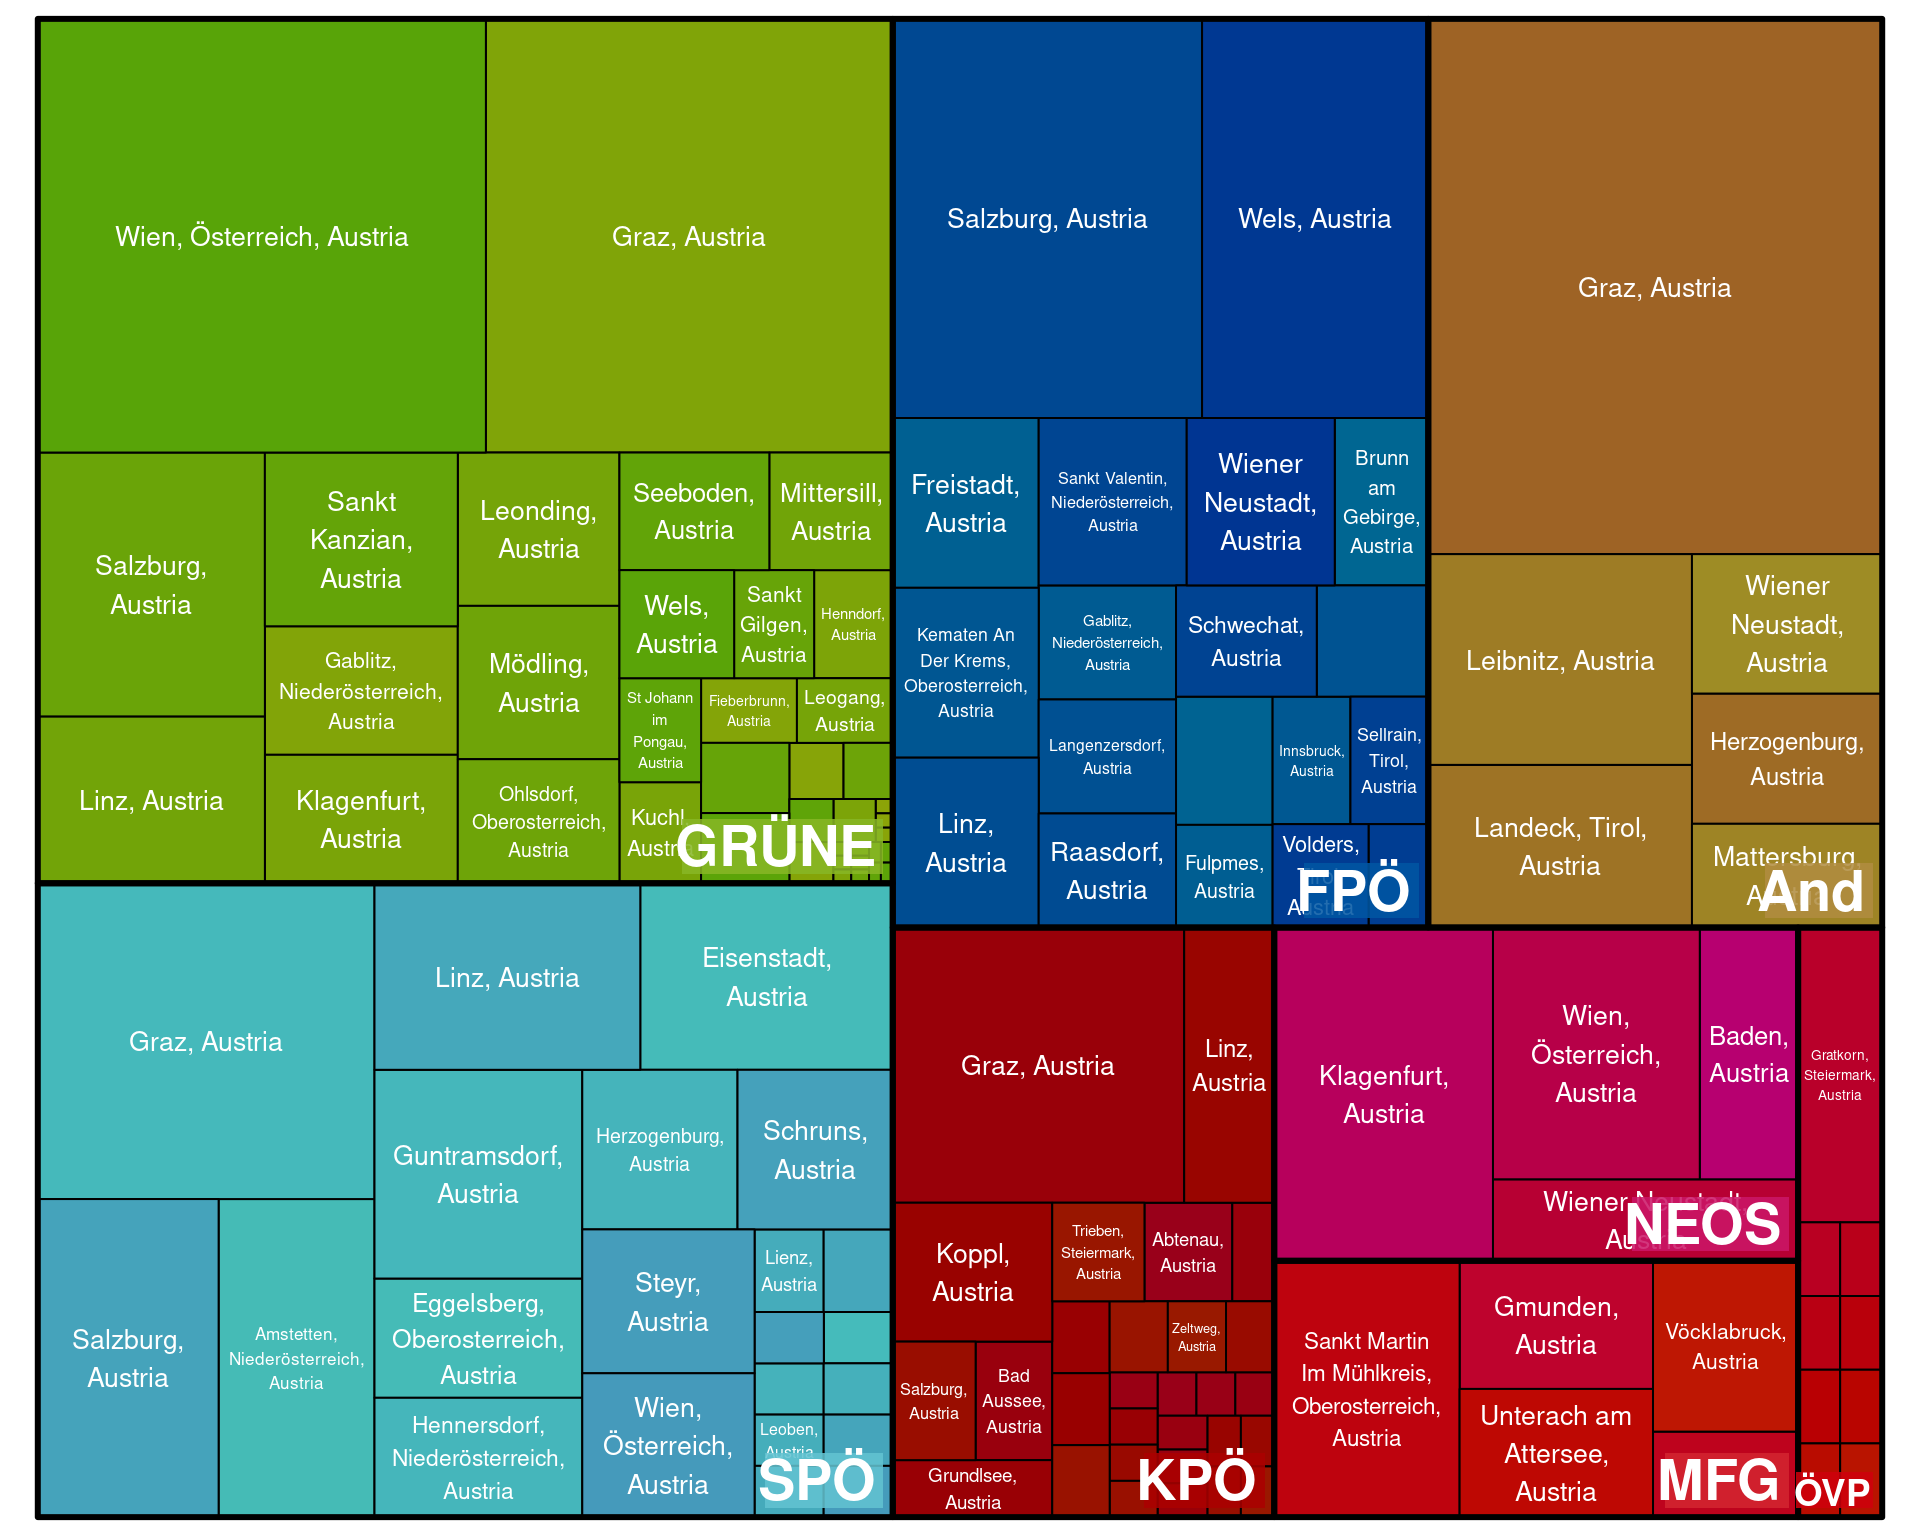 Wien, Österreich, Austria
Graz, Austria
Salzburg,
Austria
Linz, Austria
Sankt
Kanzian,
Austria
Gablitz,
Niederösterreich,
Austria
Klagenfurt,
Austria
Leonding,
Austria
Mödling,
Austria
Ohlsdorf,
Oberosterreich,
Austria
Seeboden,
Austria
Mittersill,
Austria
Wels,
Austria
Sankt
Gilgen,
Austria
Henndorf,
Austria
St Johann
im
Pongau,
Austria
Fieberbrunn,
Austria
Leogang,
Austria
Kuchl,
Austria
GRÜNE
Salzburg, Austria
Wels, Austria
Freistadt,
Austria
Sankt Valentin,
Niederösterreich,
Austria
Wiener
Neustadt,
Austria
Brunn
am
Gebirge,
Austria
Kematen An
Der Krems,
Oberosterreich,
Austria
Gablitz,
Niederösterreich,
Austria
Schwechat,
Austria
Langenzersdorf,
Austria
Innsbruck,
Austria
Sellrain,
Tirol,
Austria
Linz,
Austria
Raasdorf,
Austria
Fulpmes,
Austria
Volders,
Tirol,
Austria
FPÖ
Graz, Austria
Leibnitz, Austria
Wiener
Neustadt,
Austria
Herzogenburg,
Austria
Landeck, Tirol,
Austria
Mattersburg,
Austria
And
Graz, Austria
Linz, Austria
Eisenstadt,
Austria
Salzburg,
Austria
Amstetten,
Niederösterreich,
Austria
Guntramsdorf,
Austria
Herzogenburg,
Austria
Schruns,
Austria
Eggelsberg,
Oberosterreich,
Austria
Hennersdorf,
Niederösterreich,
Austria
Steyr,
Austria
Wien,
Österreich,
Austria
Lienz,
Austria
Leoben,
Austria
SPÖ
Graz, Austria
Linz,
Austria
Koppl,
Austria
Trieben,
Steiermark,
Austria
Abtenau,
Austria
Zeltweg,
Austria
Salzburg,
Austria
Bad
Aussee,
Austria
Grundlsee,
Austria
KPÖ
Klagenfurt,
Austria
Wien,
Österreich,
Austria
Baden,
Austria
Wiener Neustadt,
Austria
NEOS
Sankt Martin
Im Mühlkreis,
Oberosterreich,
Austria
Gmunden,
Austria
Unterach am
Attersee,
Austria
Vöcklabruck,
Austria
MFG
Gratkorn,
Steiermark,
Austria
ÖVP